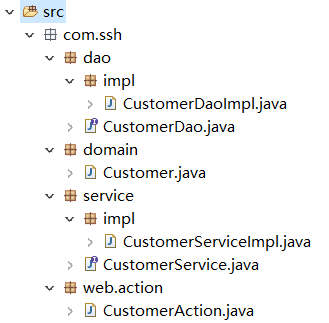 src
com.ssh
dao
impl
CustomerDaoImpl.java
CustomerDao.java
domain
Customer.java
service
impl
CustomerServiceImpl.java
CustomerService.java
web.action
CustomerAction.java